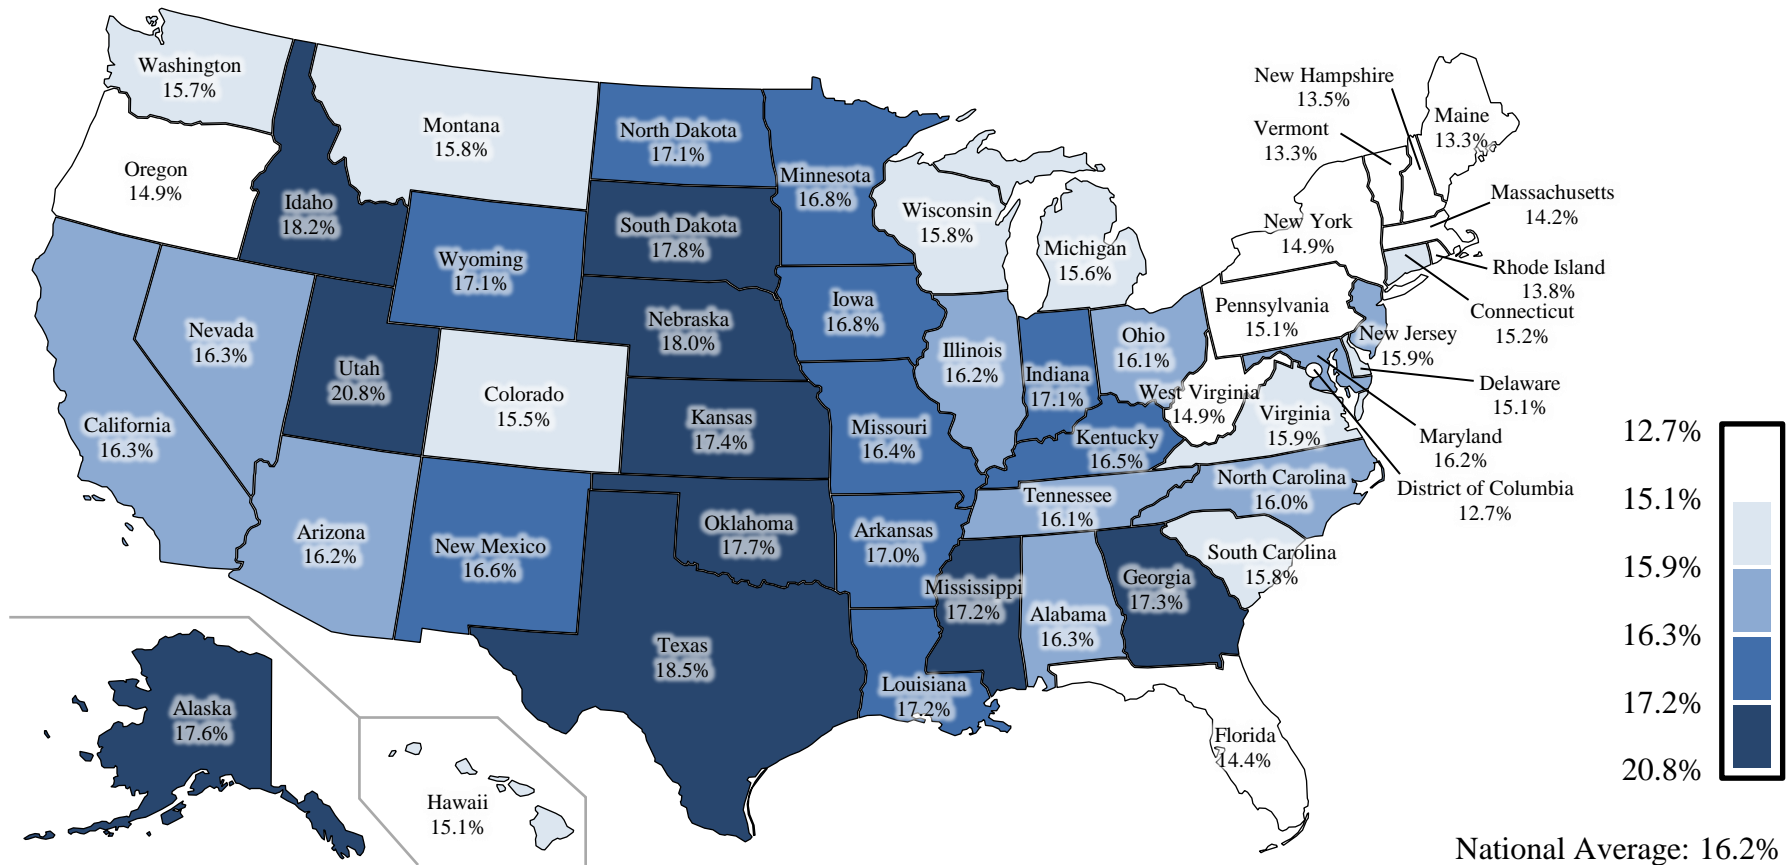 Washington
15.7%
Oregon
14.9%
California
16.3%
Nevada
16.3%
Idaho
18.2%
Montana
15.8%
Wyoming
17.1%
Utah
20.8%
Colorado
15.5%
Arizona
16.2%
New Mexico
16.6%
North Dakota
17.1%
South Dakota
17.8%
Nebraska
18.0%
Kansas
17.4%
Oklahoma
17.7%
Texas
18.5%
Minnesota
16.8%
Iowa
16.8%
Missouri
16.4%
Arkansas
17.0%
Louisiana
17.2%
Wisconsin
15.8%
Illinois
16.2%
Michigan
15.6%
Indiana
17.1%
Ohio
16.1%
Kentucky
16.5%
Tennessee
16.1%
Mississippi
17.2%
Alabama
16.3%
Georgia
17.3%
Florida
14.4%
South Carolina
15.8%
North Carolina
16.0%
Virginia
15.9%
West Virginia
14.9%
Pennsylvania
15.1%
New York
14.9%
Vermont
13.3%
New Hampshire
13.5%
Maine
13.3%
Massachusetts
14.2%
Rhode Island
13.8%
Connecticut
15.2%
New Jersey
15.9%
Delaware
15.1%
Maryland
16.2%
District of Columbia
12.7%
Alaska
17.6%
Hawaii
15.1%
12.7%
15.1%
15.9%
16.3%
17.2%
20.8%
National Average: 16.2%